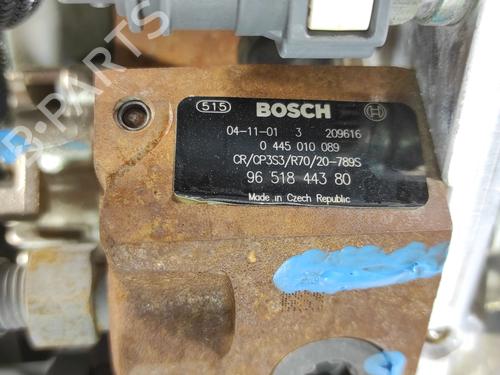 515 BOSCH
04-11-01 3 209616
0 445 010 089
CR/CP3S3/R70/20-789S
96 518 443 80
Made in Czech Republic
B-PARTS